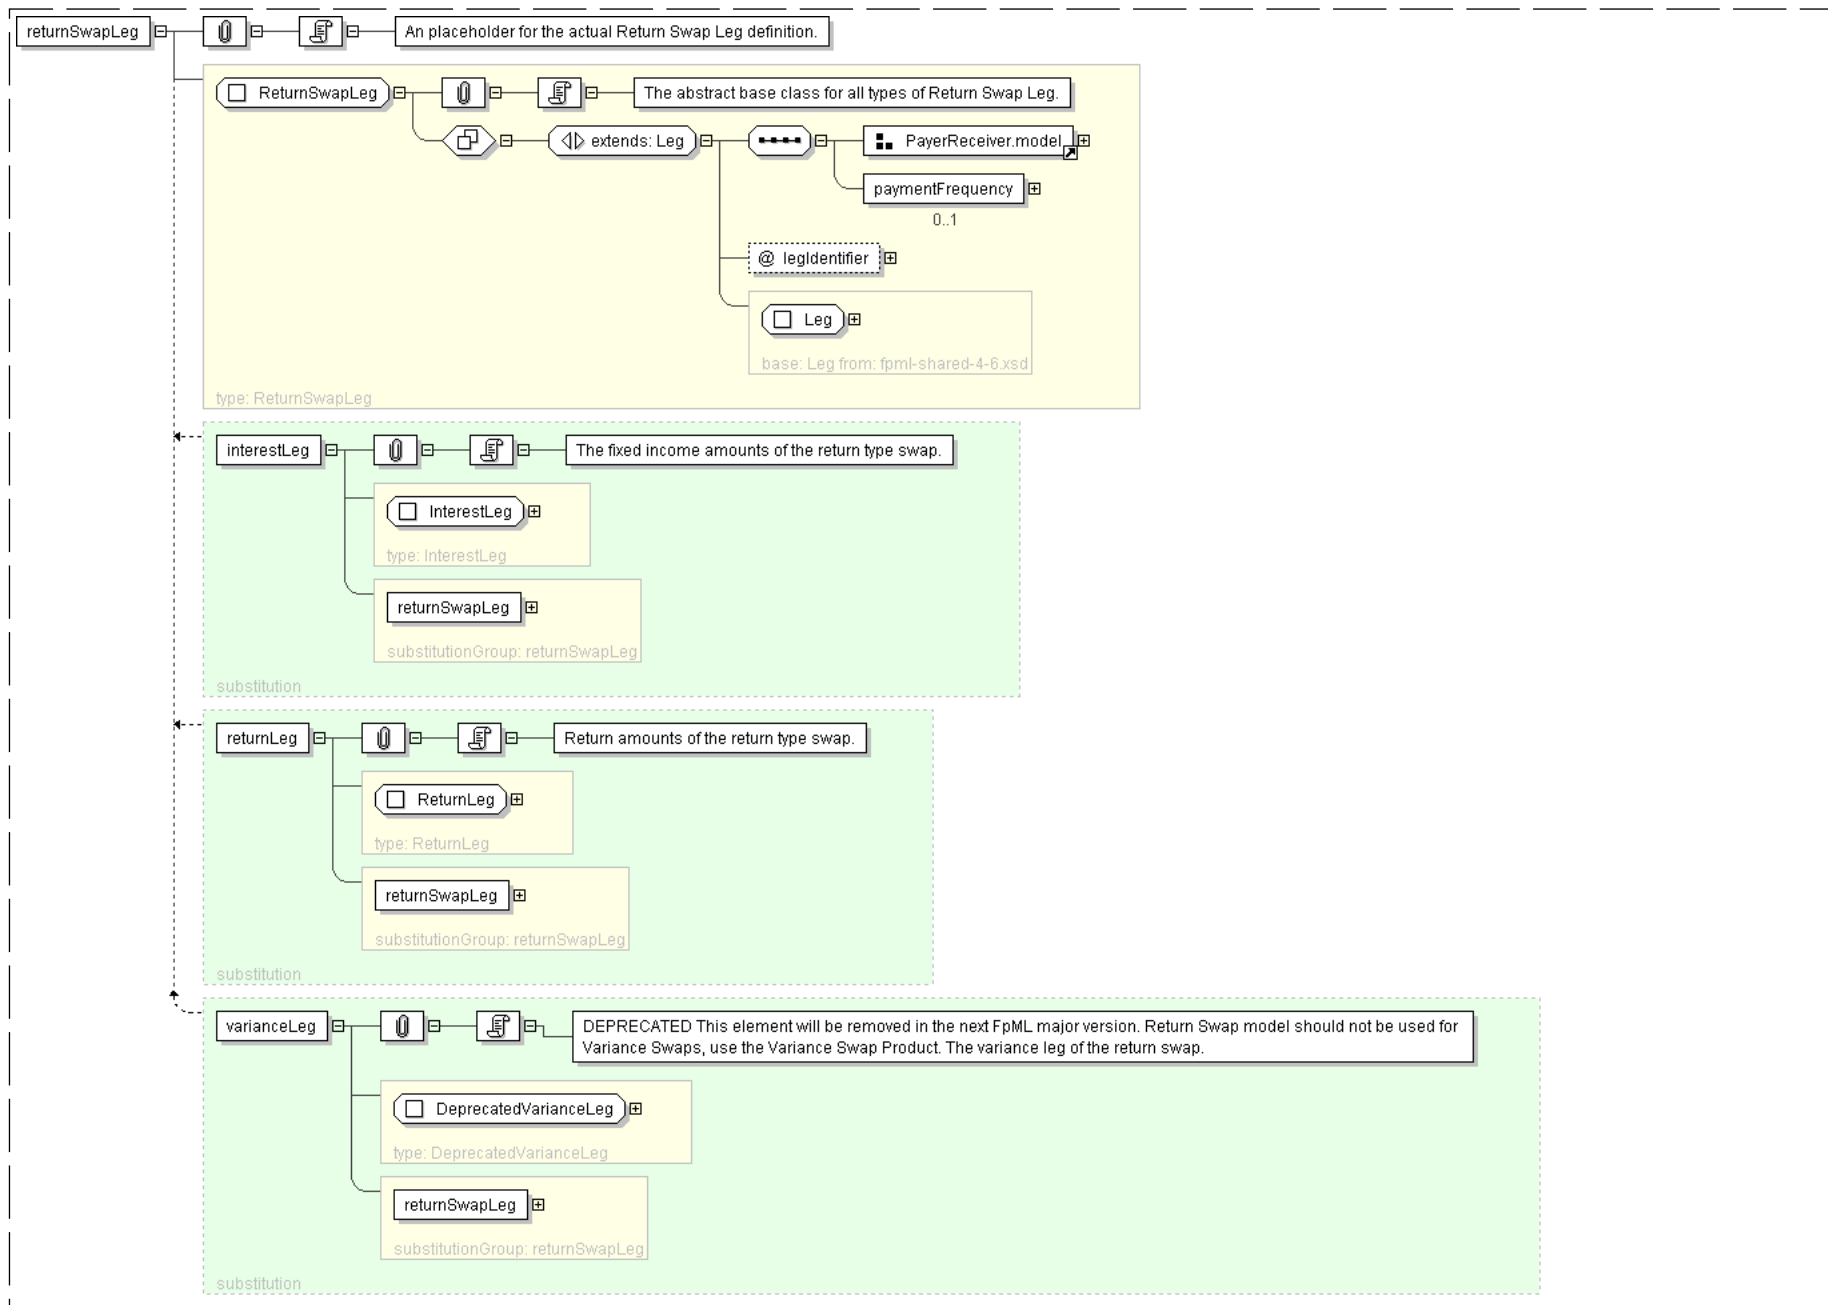 returnSwapLeg
An placeholder for the actual Return Swap Leg definition.
ReturnSwapLeg
The abstract base class for all types of Return Swap Leg.
extends: Leg
PayerReceiver.model
paymentFrequency
0..1
@ legIdentifier
Leg
base: Leg from: fpml-shared-4-6.xsd
type: ReturnSwapLeg
interestLeg
The fixed income amounts of the return type swap.
InterestLeg
type: InterestLeg
returnSwapLeg
substitutionGroup: returnSwapLeg
substitution
returnLeg
Return amounts of the return type swap.
ReturnLeg
type: ReturnLeg
returnSwapLeg
substitutionGroup: returnSwapLeg
substitution
varianceLeg
DEPRECATED This element will be removed in the next FpML major version. Return Swap model should not be used for
Variance Swaps, use the Variance Swap Product. The variance leg of the return swap.
DeprecatedVarianceLeg
type: DeprecatedVarianceLeg
returnSwapLeg
substitutionGroup: returnSwapLeg
substitution